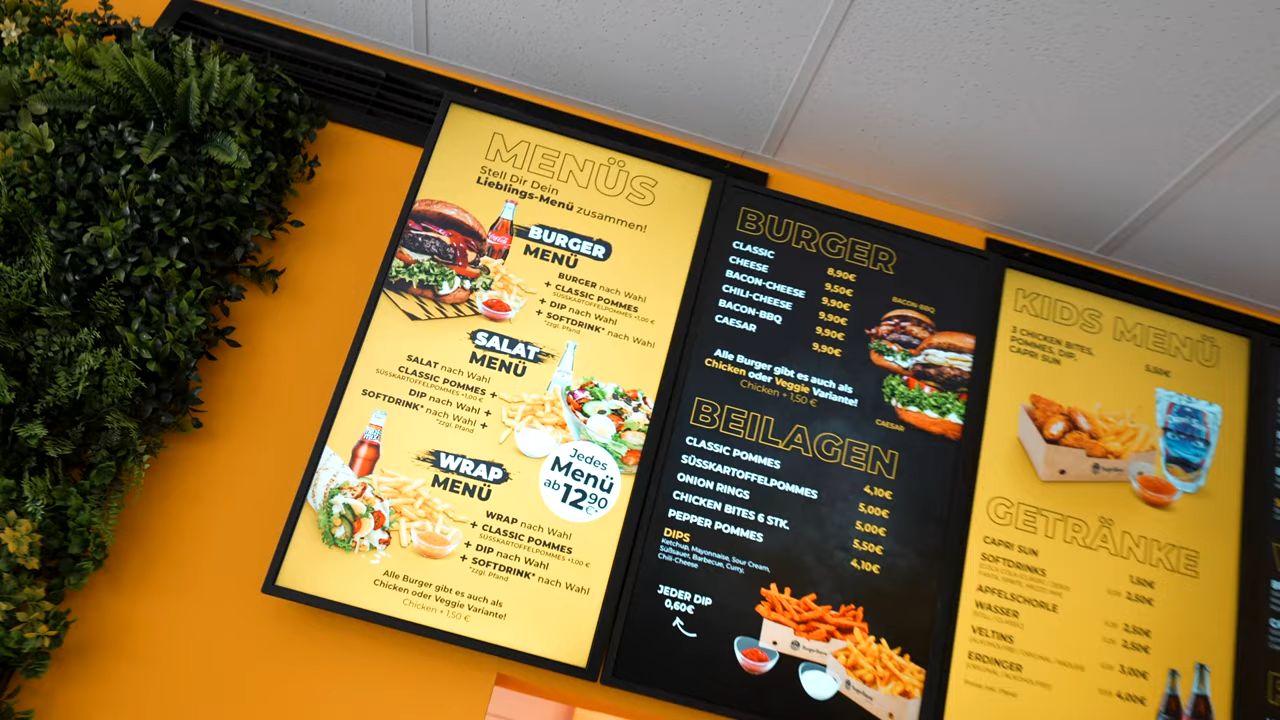 MENÜS
Stell Dir Dein
Lieblings-Menü zusammen!
BURGER
MENÜ
BURGER nach Wahl
+ CLASSIC POMMES
SÜSSKARTOFFELPOMMES +1,00 €
+ DIP nach Wahl
+ SOFTDRINK* nach Wahl
*zzgl. Pfand
SALAT
MENÜ
SALAT nach Wahl
CLASSIC POMMES +
SÜSSKARTOFFELPOMMES +1,00 €
DIP nach Wahl +
SOFTDRINK* nach Wahl +
*zzgl. Pfand
Jedes
Menü
ab 12,90 €
WRAP
MENÜ
WRAP nach Wahl
+ CLASSIC POMMES
SÜSSKARTOFFELPOMMES +1,00 €
+ DIP nach Wahl
+ SOFTDRINK* nach Wahl
*zzgl. Pfand
Alle Burger gibt es auch als
Chicken oder Veggie Variante!
Chicken + 1,50 €
BURGER
CLASSIC 8,90€
CHEESE 9,50€
BACON-CHEESE 9,90€
CHILI-CHEESE 9,90€
BACON-BBQ 9,90€
CAESAR 9,90€
BACON-BBQ
Alle Burger gibt es auch als
Chicken oder Veggie Variante!
Chicken + 1,50 €
CAESAR
BEILAGEN
CLASSIC POMMES 4,10€
SÜSSKARTOFFELPOMMES 5,00€
ONION RINGS 5,00€
CHICKEN BITES 6 STK. 5,50€
PEPPER POMMES 4,10€
DIPS
Ketchup, Mayonnaise, Sour Cream,
Süßsauer, Barbecue, Curry,
Chili-Cheese
JEDER DIP
0,60€
KIDS MENÜ
3 CHICKEN BITES,
POMMES, DIP,
CAPRI SUN
5,50€
GETRÄNKE
CAPRI SUN 1,50€
SOFTDRINKS 2,50€
APFELSCHORLE 2,50€
WASSER 2,50€
VELTINS 3,00€
ERDINGER 4,00€